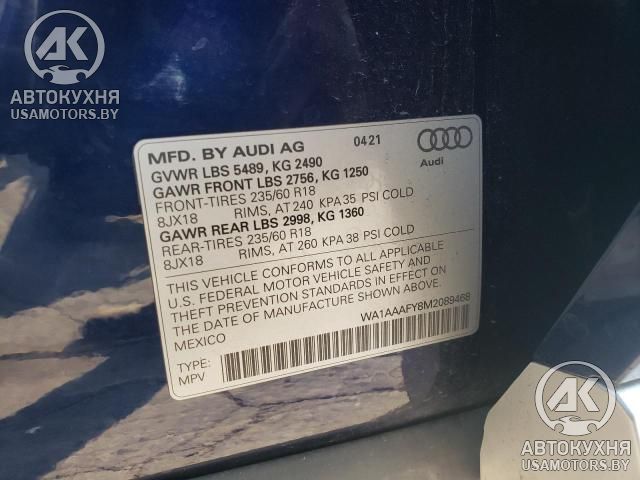 AK
АВТОКУХНЯ
USAMOTORS.BY
MFD. BY AUDI AG 04 21
Audi
GVWR LBS 5489, KG 2490
GAWR FRONT LBS 2756, KG 1250
FRONT-TIRES 235/60 R18
8JX18 RIMS, AT 240 KPA 35 PSI COLD
GAWR REAR LBS 2998, KG 1360
REAR-TIRES 235/60 R18
8JX18 RIMS, AT 260 KPA 38 PSI COLD
THIS VEHICLE CONFORMS TO ALL APPLICABLE
U.S. FEDERAL MOTOR VEHICLE SAFETY AND
THEFT PREVENTION STANDARDS IN EFFECT ON
THE DATE OF MANUFACTURE SHOWN ABOVE.
MEXICO
WA1AAAFY8M2089468
TYPE:
MPV
AK
АВТОКУХНЯ
USAMOTORS.BY